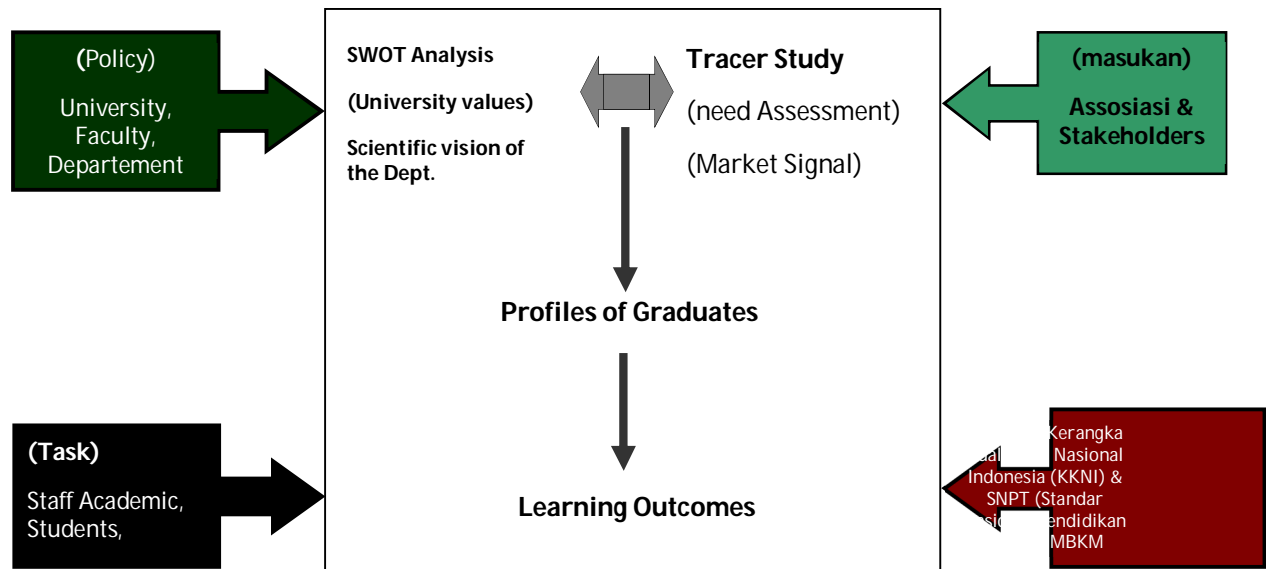 (Policy)
University,
Faculty,
Departement
SWOT Analysis
(University values)
Scientific vision of
the Dept.
Tracer Study
(need Assessment)
(Market Signal)
(masukan)
Assosiasi &
Stakeholders
Profiles of Graduates
Learning Outcomes
(Task)
Staff Academic,
Students,
Kerangka
Nasional
Indonesia (KKNI) &
SNPT (Standar
MBKM